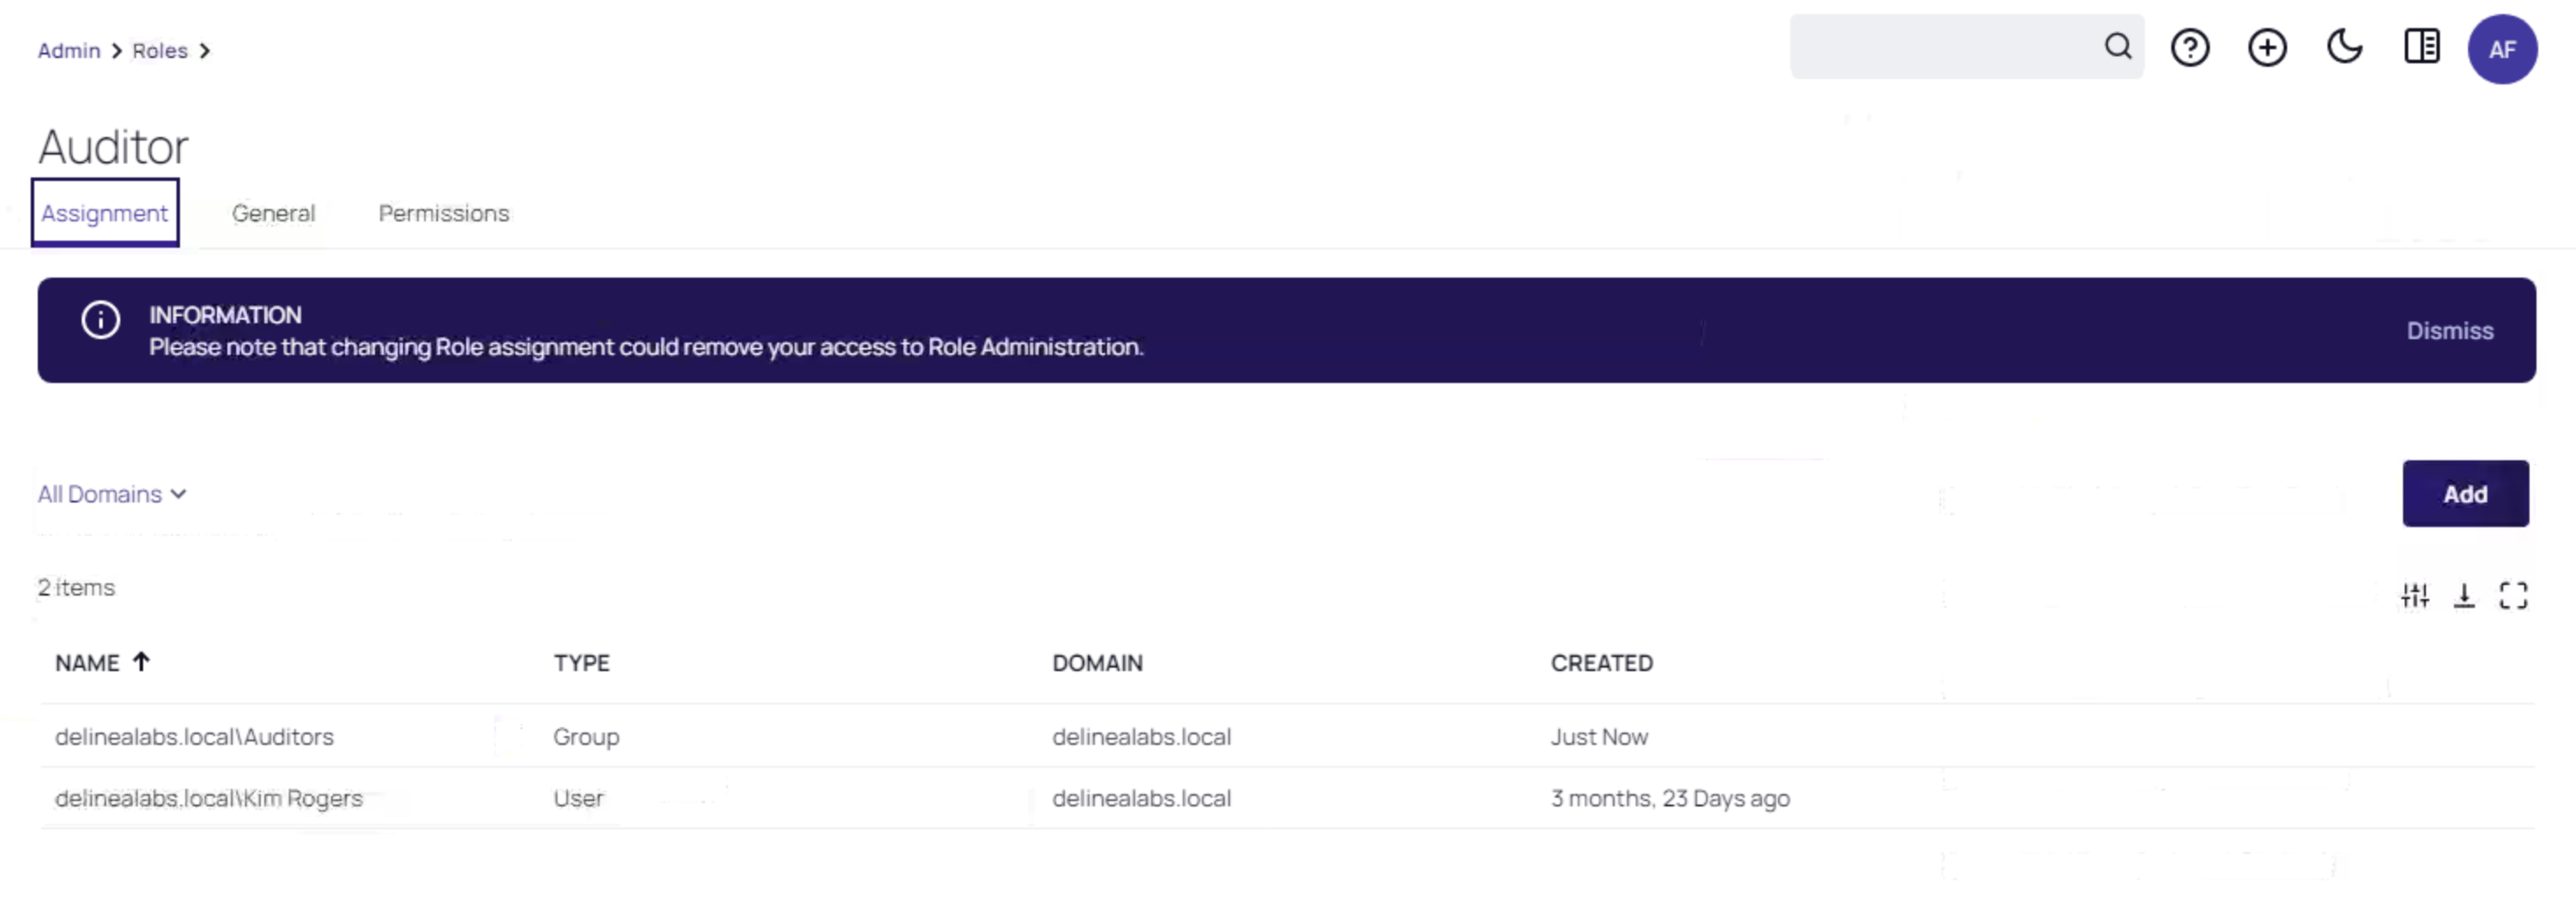 Admin > Roles >
AF
Auditor
Assignment General Permissions
INFORMATION
Please note that changing Role assignment could remove your access to Role Administration.
Dismiss
All Domains
Add
2 items
NAME TYPE DOMAIN CREATED
delinealabs.local\Auditors Group delinealabs.local Just Now
delinealabs.local\Kim Rogers User delinealabs.local 3 months, 23 Days ago